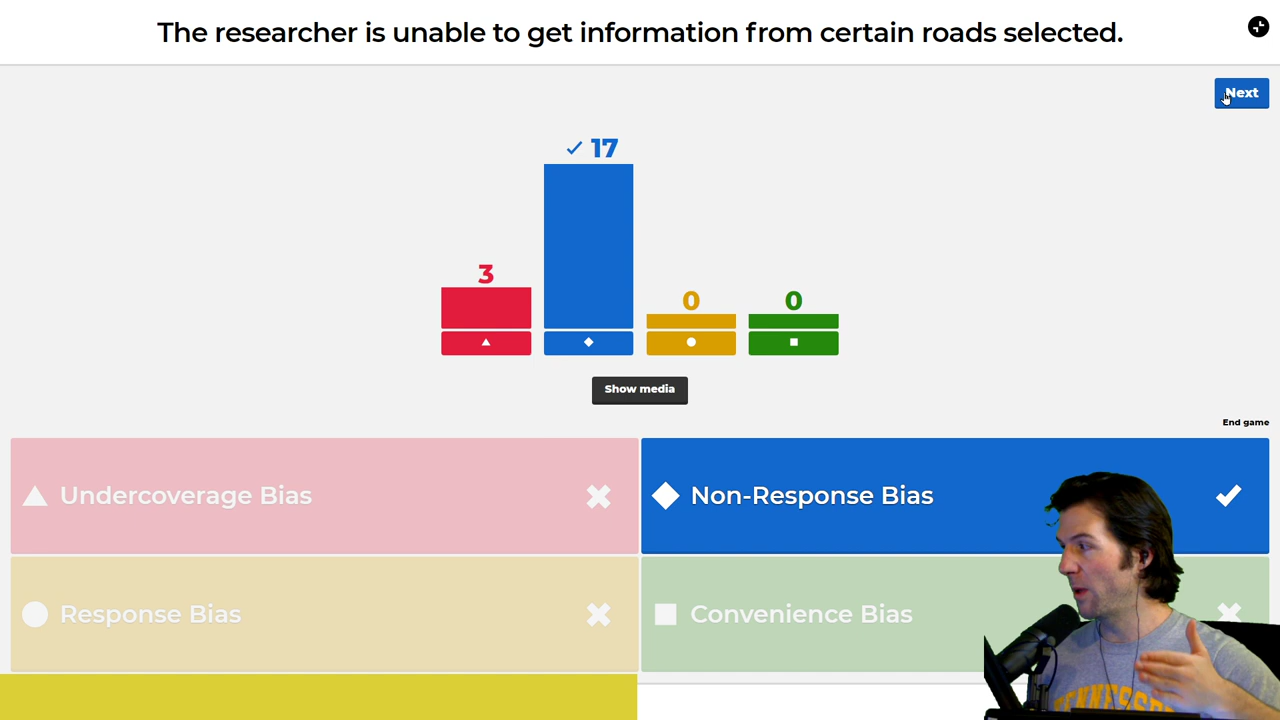 The researcher is unable to get information from certain roads selected.
Next
17
3
0
0
Show media
End game
Undercoverage Bias
Non-Response Bias
Response Bias
Convenience Bias